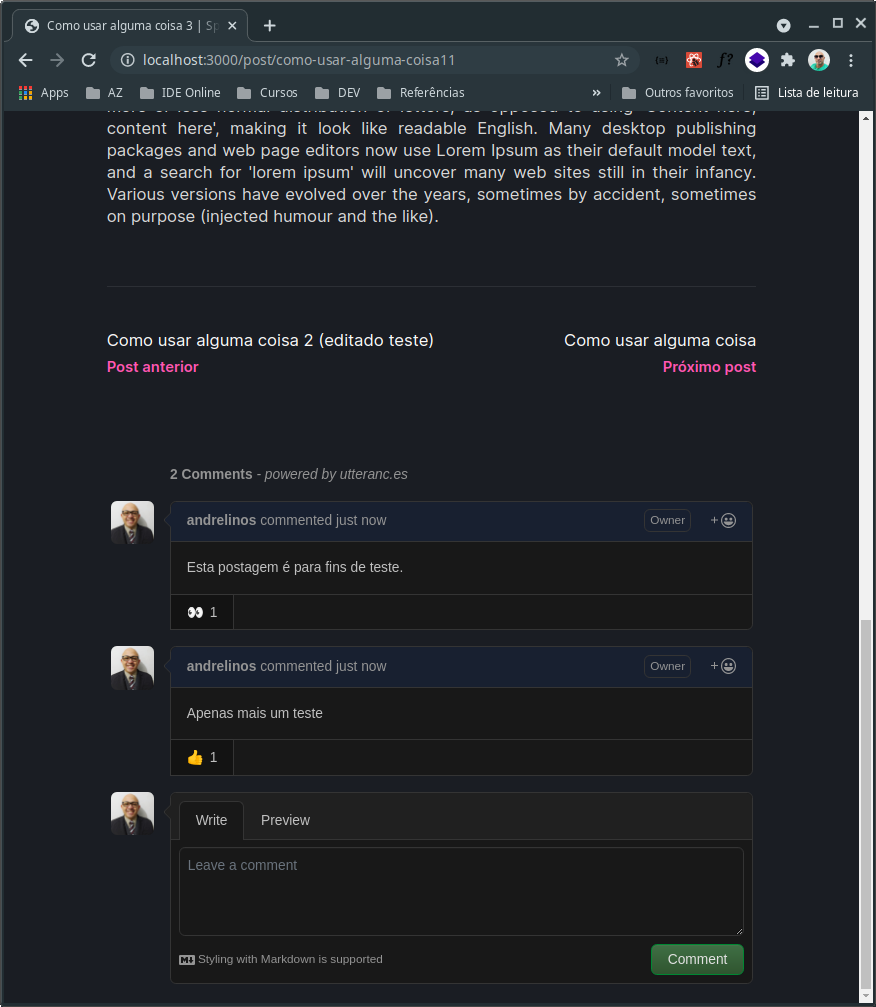 Como usar alguma coisa 3 | Sp
localhost:3000/post/como-usar-alguma-coisa11
Apps AZ IDE Online Cursos DEV Referências » Outros favoritos Lista de leitura
content here', making it look like readable English. Many desktop publishing
packages and web page editors now use Lorem Ipsum as their default model text,
and a search for 'lorem ipsum' will uncover many web sites still in their infancy.
Various versions have evolved over the years, sometimes by accident, sometimes
on purpose (injected humour and the like).
Como usar alguma coisa 2 (editado teste)
Post anterior
Como usar alguma coisa
Próximo post
2 Comments - powered by utteranc.es
andrelinos commented just now Owner +
Esta postagem é para fins de teste.
👀 1
andrelinos commented just now Owner +
Apenas mais um teste
👍 1
Write Preview
Leave a comment
Styling with Markdown is supported
Comment